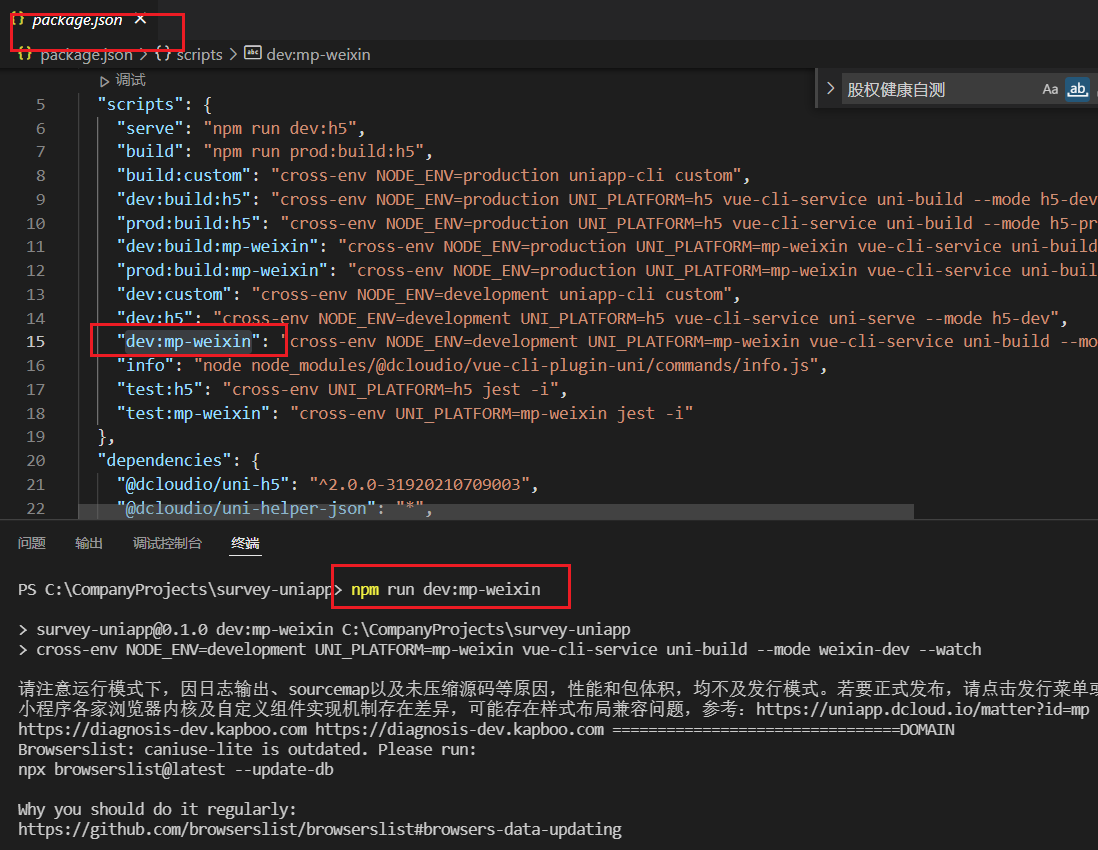 {} package.json ×
{} package.json > {} scripts > abc dev:mp-weixin
▷ 调试
> 股权健康自测 Aa ab.
5 "scripts": {
6 "serve": "npm run dev:h5",
7 "build": "npm run prod:build:h5",
8 "build:custom": "cross-env NODE_ENV=production uniapp-cli custom",
9 "dev:build:h5": "cross-env NODE_ENV=production UNI_PLATFORM=h5 vue-cli-service uni-build --mode h5-dev
10 "prod:build:h5": "cross-env NODE_ENV=production UNI_PLATFORM=h5 vue-cli-service uni-build --mode h5-pr
11 "dev:build:mp-weixin": "cross-env NODE_ENV=production UNI_PLATFORM=mp-weixin vue-cli-service uni-build
12 "prod:build:mp-weixin": "cross-env NODE_ENV=production UNI_PLATFORM=mp-weixin vue-cli-service uni-buil
13 "dev:custom": "cross-env NODE_ENV=development uniapp-cli custom",
14 "dev:h5": "cross-env NODE_ENV=development UNI_PLATFORM=h5 vue-cli-service uni-serve --mode h5-dev",
15 "dev:mp-weixin": "cross-env NODE_ENV=development UNI_PLATFORM=mp-weixin vue-cli-service uni-build --mo
16 "info": "node node_modules/@dcloudio/vue-cli-plugin-uni/commands/info.js",
17 "test:h5": "cross-env UNI_PLATFORM=h5 jest -i",
18 "test:mp-weixin": "cross-env UNI_PLATFORM=mp-weixin jest -i"
19 },
20 "dependencies": {
21 "@dcloudio/uni-h5": "^2.0.0-31920210709003",
22 "@dcloudio/uni-helper-json": "*",
问题 输出 调试控制台 终端
PS C:\CompanyProjects\survey-uniapp> npm run dev:mp-weixin
> survey-uniapp@0.1.0 dev:mp-weixin C:\CompanyProjects\survey-uniapp
> cross-env NODE_ENV=development UNI_PLATFORM=mp-weixin vue-cli-service uni-build --mode weixin-dev --watch
请注意运行模式下，因日志输出、sourcemap以及未压缩源码等原因，性能和包体积，均不及发行模式。若要正式发布，请点击发行菜单或
小程序各家浏览器内核及自定义组件实现机制存在差异，可能存在样式布局兼容问题，参考：https://uniapp.dcloud.io/matter?id=mp
https://diagnosis-dev.kapboo.com https://diagnosis-dev.kapboo.com ================================DOMAIN
Browserslist: caniuse-lite is outdated. Please run:
npx browserslist@latest --update-db
Why you should do it regularly:
https://github.com/browserslist/browserslist#browsers-data-updating